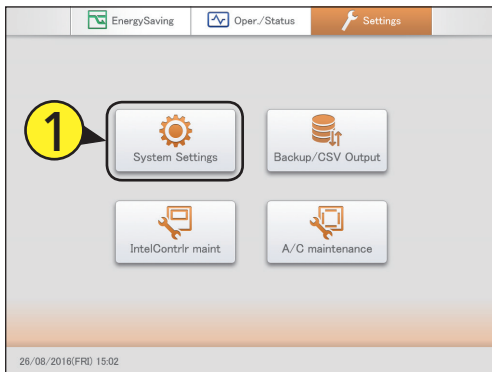 EnergySaving Oper./Status Settings
1
System Settings Backup/CSV Output
IntelContrlr maint A/C maintenance
26/08/2016(FRI) 15:02